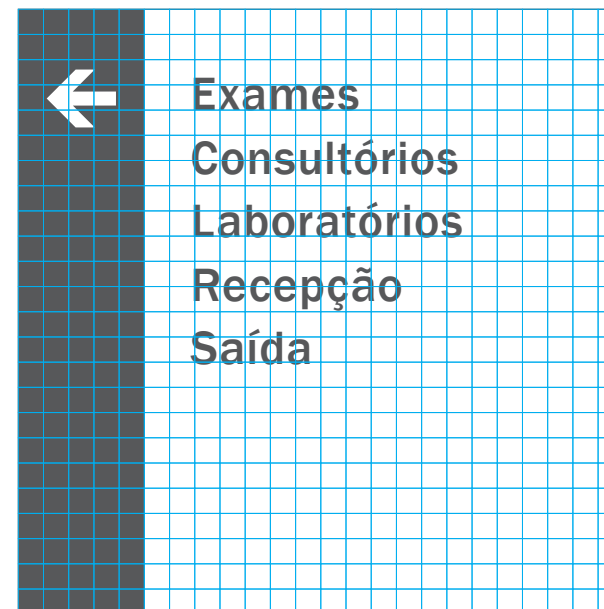 Exames
Consultórios
Laboratórios
Recepção
Saída